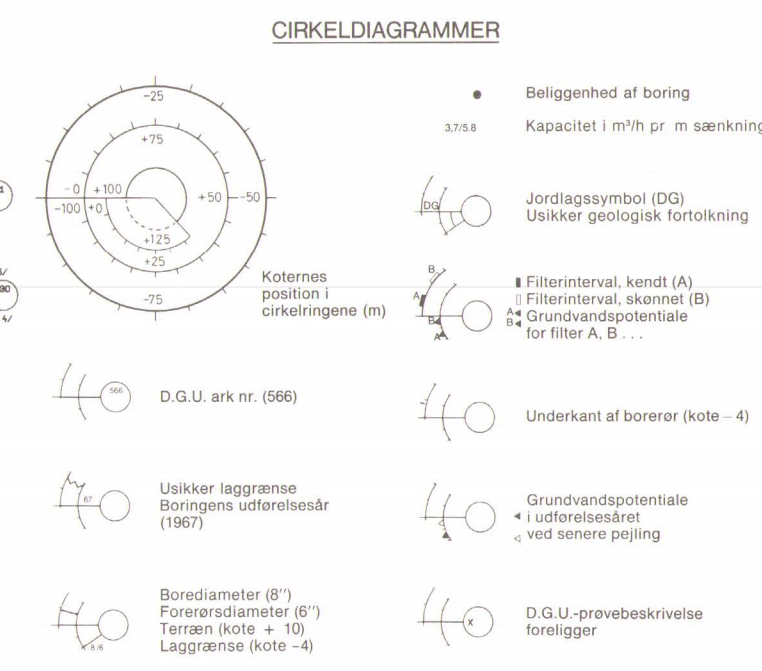 CIRKELDIAGRAMMER
-25
+75
-0 +100
+50 -50
-100 +0
+125
+25
-75
Koternes
position i
cirkelringene (m)
Beliggenhed af boring
3,7/5.8 Kapacitet i m³/h pr m sænkning
DG
Jordlagssymbol (DG)
Usikker geologisk fortolkning
B
A
B
A
Filterinterval, kendt (A)
Filterinterval, skønnet (B)
A Grundvandspotentiale
B for filter A, B . . .
566
D.G.U. ark nr. (566)
Underkant af borerør (kote – 4)
67
Usikker laggrænse
Boringens udførelsesår
(1967)
Grundvandspotentiale
i udførelsesåret
ved senere pejling
8/6
Borediameter (8'')
Forerørsdiameter (6'')
Terræn (kote + 10)
Laggrænse (kote -4)
x
D.G.U.-prøvebeskrivelse
foreligger